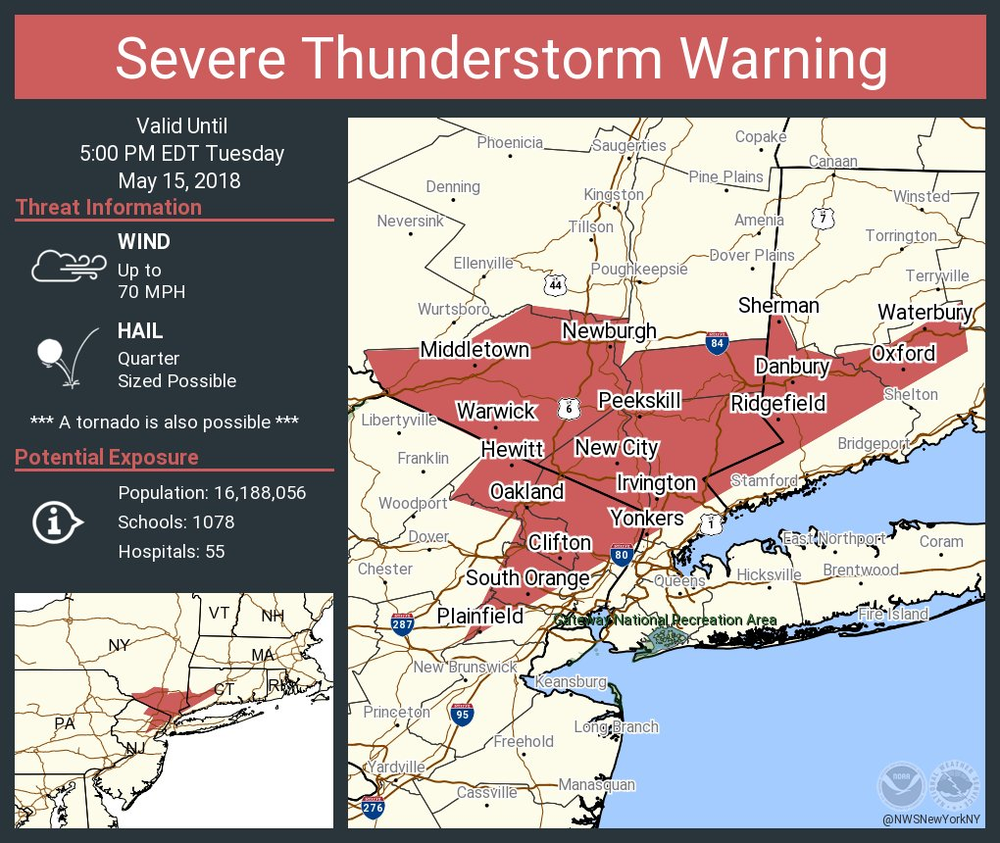 Severe Thunderstorm Warning
Valid Until
5:00 PM EDT Tuesday
May 15, 2018
Threat Information
WIND
Up to
70 MPH
HAIL
Quarter
Sized Possible
*** A tornado is also possible ***
Potential Exposure
Population: 16,188,056
Schools: 1078
Hospitals: 55
VT
NH
NY
MA
CT
RI
PA
NJ
Phoenicia
Saugerties
Copake
Canaan
Denning
Pine Plains
Kingston
Winsted
Neversink
Tillson
Amenia
7
Torrington
Ellenville
Poughkeepsie
Dover Plains
Terryville
44
Wurtsboro
Sherman
Waterbury
Newburgh
Middletown
84
Oxford
Danbury
Warwick
6
Peekskill
Ridgefield
Shelton
Libertyville
Hewitt
New City
Bridgeport
Franklin
Irvington
Stamford
Woodport
Oakland
Yonkers
1
Dover
Clifton
80
East Northport
Coram
Chester
South Orange
Queens
Hicksville
Brentwood
287
Plainfield
Gateway National Recreation Area
Fire Island
New Brunswick
Keansburg
Princeton
95
Long Branch
Freehold
Yardville
Manasquan
276
Cassville
NOAA
@NWSNewYorkNY